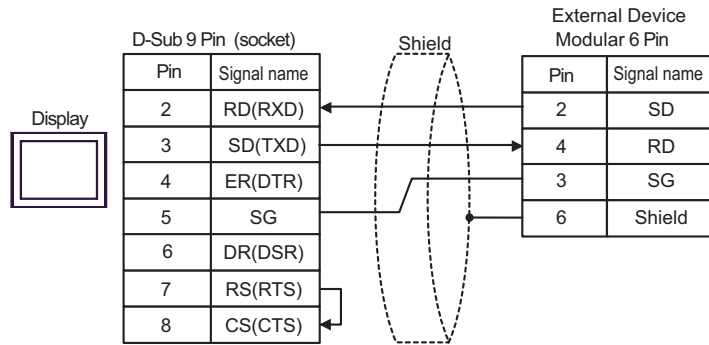 External Device
D-Sub 9 Pin (socket)
Shield
Modular 6 Pin
Display
Pin Signal name
2 RD(RXD)
3 SD(TXD)
4 ER(DTR)
5 SG
6 DR(DSR)
7 RS(RTS)
8 CS(CTS)
Pin Signal name
2 SD
4 RD
3 SG
6 Shield